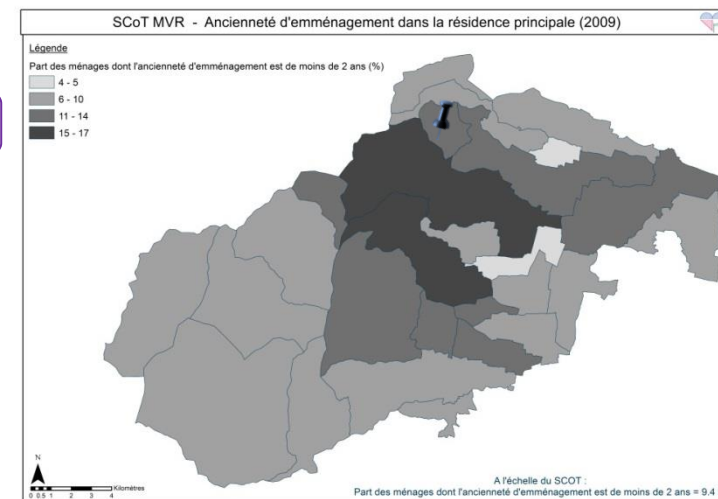 SCoT MVR - Ancienneté d'emménagement dans la résidence principale (2009)
Légende
Part des ménages dont l'ancienneté d'emménagement est de moins de 2 ans (%)
4 - 5
6 - 10
11 - 14
15 - 17
N
0 0.5 1 2 3 4 Kilomètres
A l'échelle du SCOT :
Part des ménages dont l'ancienneté d'emménagement est de moins de 2 ans = 9.4